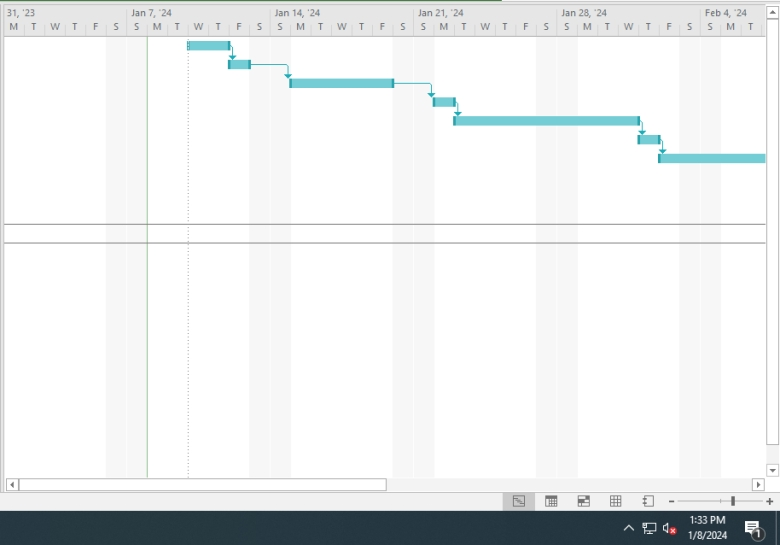 31, '23 Jan 7, '24 Jan 14, '24 Jan 21, '24 Jan 28, '24 Feb 4, '24
M T W T F S S M T W T F S S M T W T F S S M T W T F S S M T W T F S S M T
1:33 PM
1/8/2024
1